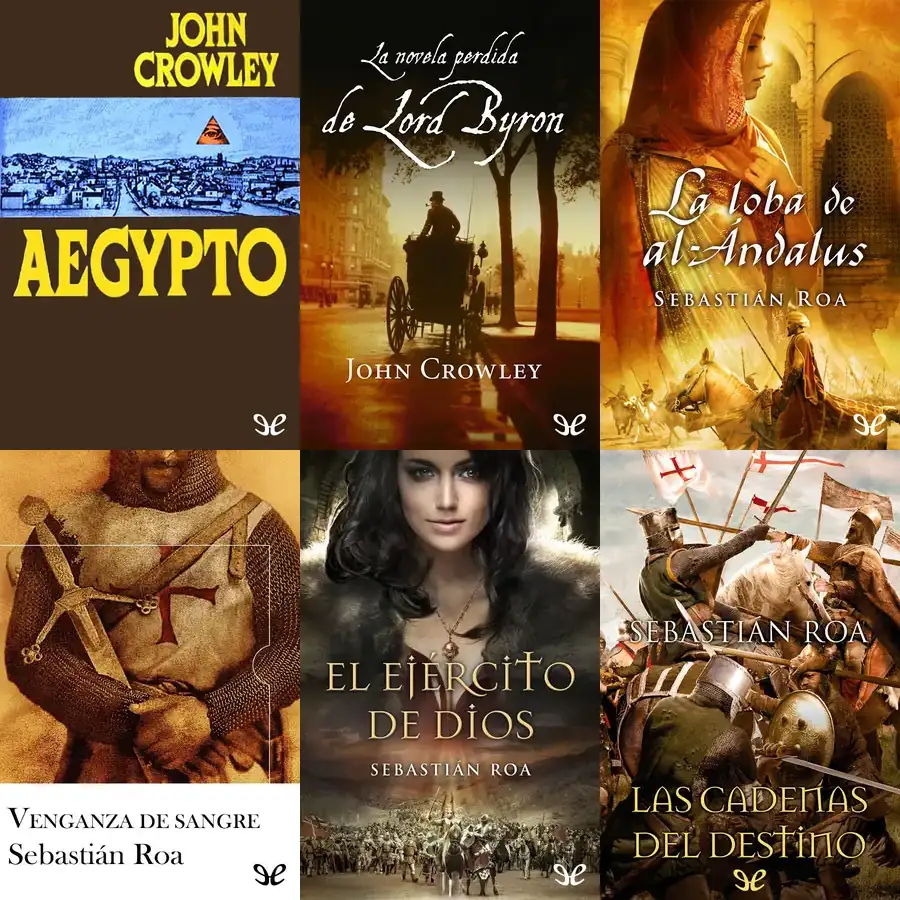 JOHN
CROWLEY
AEGYPTO
La novela perdida
de Lord Byron
JOHN CROWLEY
La loba de
al-Ándalus
SEBASTIÁN ROA
VENGANZA DE SANGRE
Sebastián Roa
EL EJÉRCITO
DE DIOS
SEBASTIÁN ROA
SEBASTIÁN ROA
LAS CADENAS
DEL DESTINO